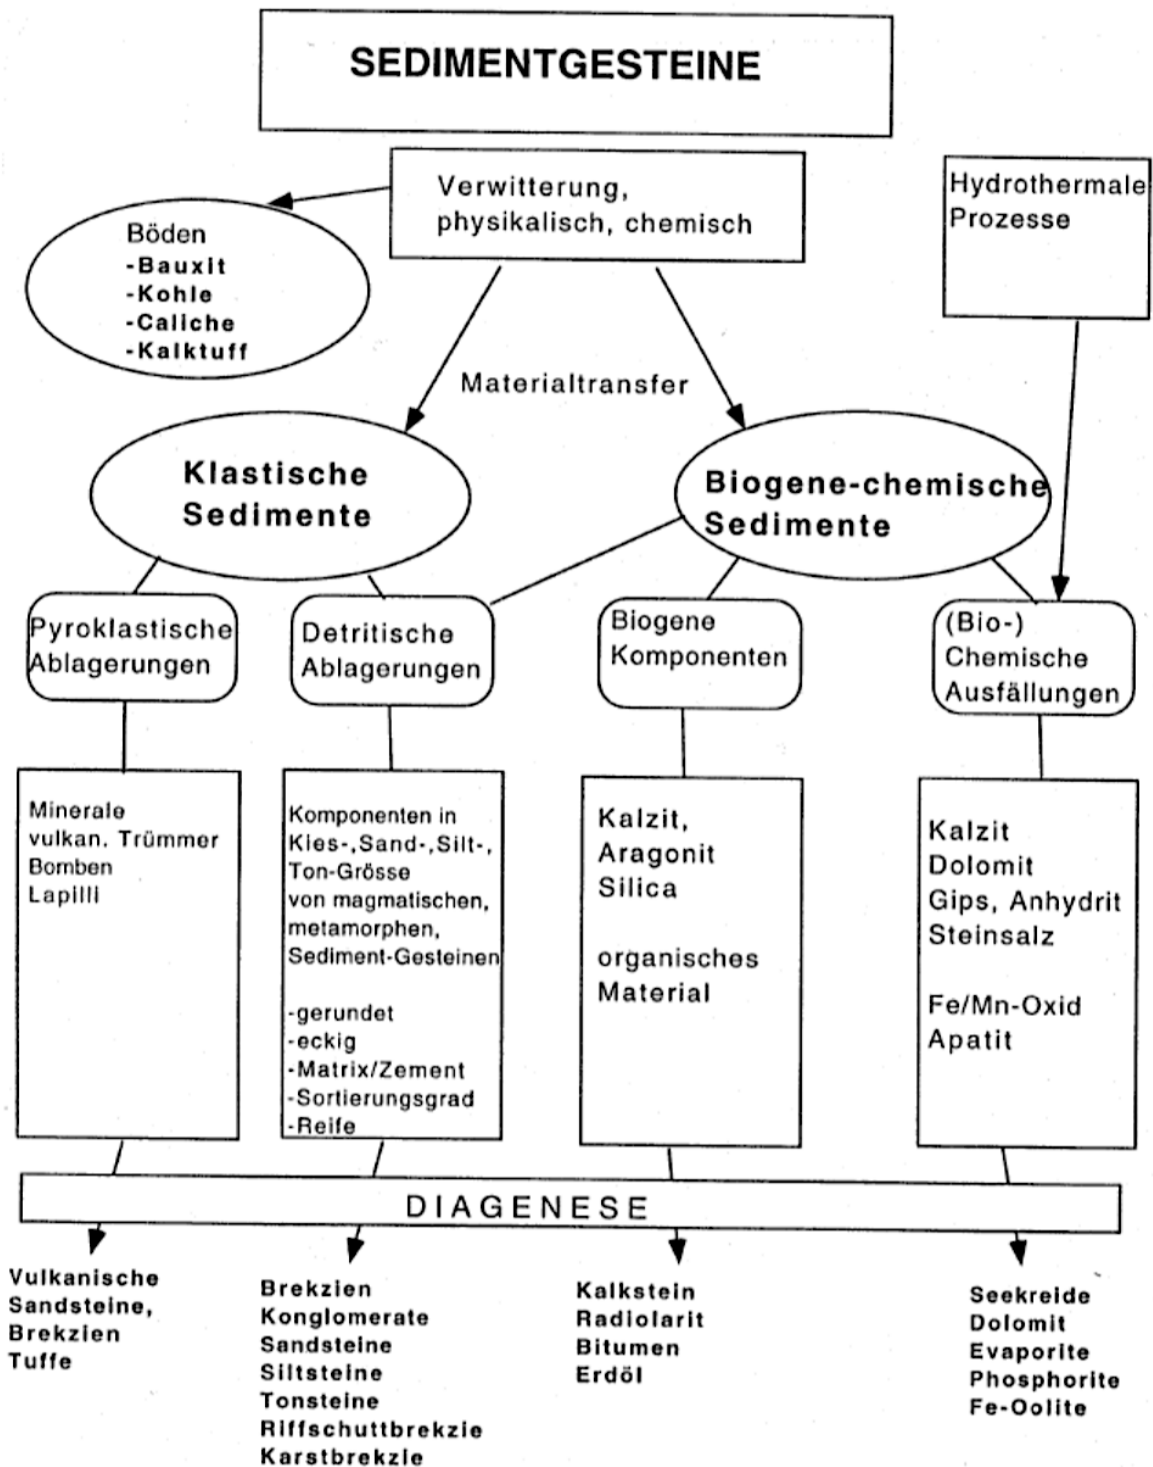 SEDIMENTGESTEINE
Verwitterung,
physikalisch, chemisch
Hydrothermale
Prozesse
Böden
-Bauxit
-Kohle
-Caliche
-Kalktuff
Materialtransfer
Klastische
Sedimente
Biogene-chemische
Sedimente
Pyroklastische
Ablagerungen
Detritische
Ablagerungen
Biogene
Komponenten
(Bio-)
Chemische
Ausfällungen
Minerale
vulkan. Trümmer
Bomben
Lapilli
Komponenten in
Kies-,Sand-,Silt-,
Ton-Grösse
von magmatischen,
metamorphen,
Sediment-Gesteinen
-gerundet
-eckig
-Matrix/Zement
-Sortierungsgrad
-Reife
Kalzit,
Aragonit
Silica
organisches
Material
Kalzit
Dolomit
Gips, Anhydrit
Steinsalz
Fe/Mn-Oxid
Apatit
DIAGENESE
Vulkanische
Sandsteine,
Brekzien
Tuffe
Brekzien
Konglomerate
Sandsteine
Siltsteine
Tonsteine
Riffschuttbrekzie
Karstbrekzie
Kalkstein
Radiolarit
Bitumen
Erdöl
Seekreide
Dolomit
Evaporite
Phosphorite
Fe-Oolite